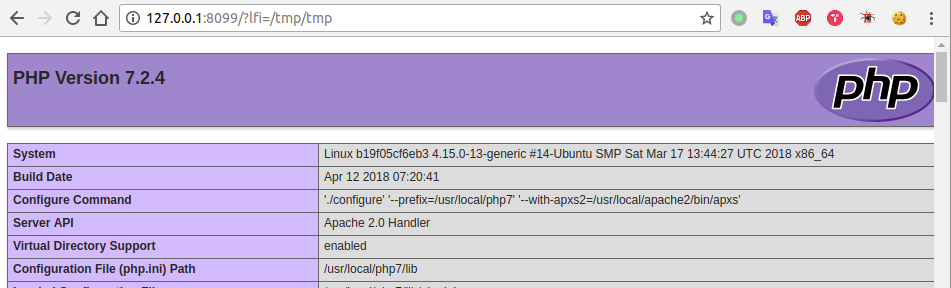 127.0.0.1:8099/?lfi=/tmp/tmp
ABP
PHP Version 7.2.4
php
System Linux b19f05cf6eb3 4.15.0-13-generic #14-Ubuntu SMP Sat Mar 17 13:44:27 UTC 2018 x86_64
Build Date Apr 12 2018 07:20:41
Configure Command './configure' '--prefix=/usr/local/php7' '--with-apxs2=/usr/local/apache2/bin/apxs'
Server API Apache 2.0 Handler
Virtual Directory Support enabled
Configuration File (php.ini) Path /usr/local/php7/lib